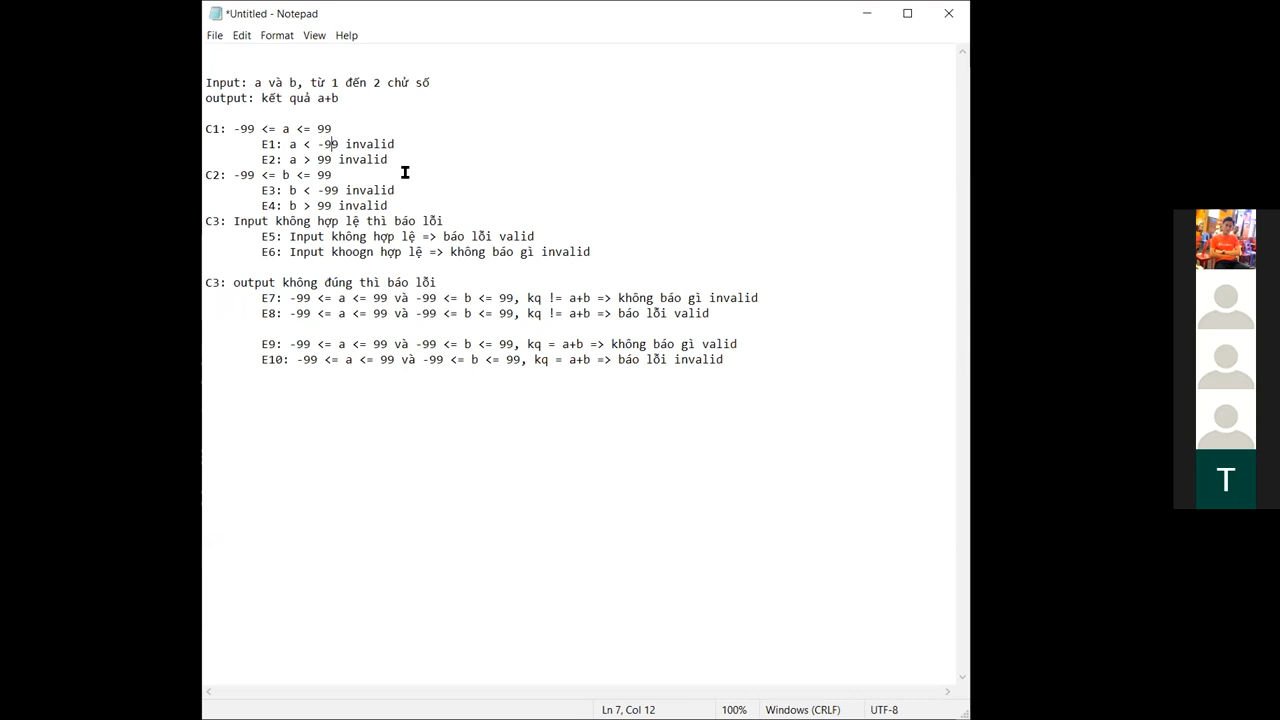 *Untitled - Notepad
File Edit Format View Help
Input: a và b, từ 1 đến 2 chử số
output: kết quả a+b
C1: -99 <= a <= 99
E1: a < -99 invalid
E2: a > 99 invalid
C2: -99 <= b <= 99
E3: b < -99 invalid
E4: b > 99 invalid
C3: Input không hợp lệ thì báo lỗi
E5: Input không hợp lệ => báo lỗi valid
E6: Input khoogn hợp lệ => không báo gì invalid
C3: output không đúng thì báo lỗi
E7: -99 <= a <= 99 và -99 <= b <= 99, kq != a+b => không báo gì invalid
E8: -99 <= a <= 99 và -99 <= b <= 99, kq != a+b => báo lỗi valid
E9: -99 <= a <= 99 và -99 <= b <= 99, kq = a+b => không báo gì valid
E10: -99 <= a <= 99 và -99 <= b <= 99, kq = a+b => báo lỗi invalid
T
Ln 7, Col 12 100% Windows (CRLF) UTF-8